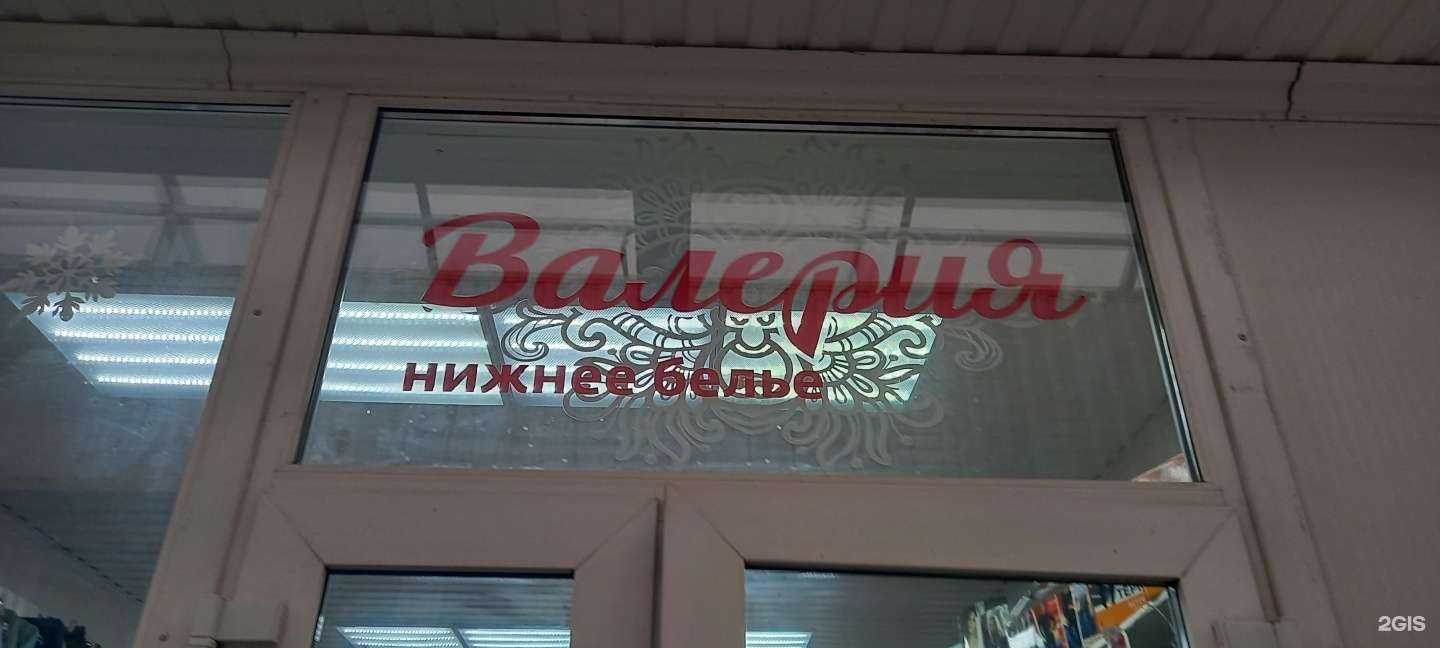 Валерия
нижнее белье
2GIS